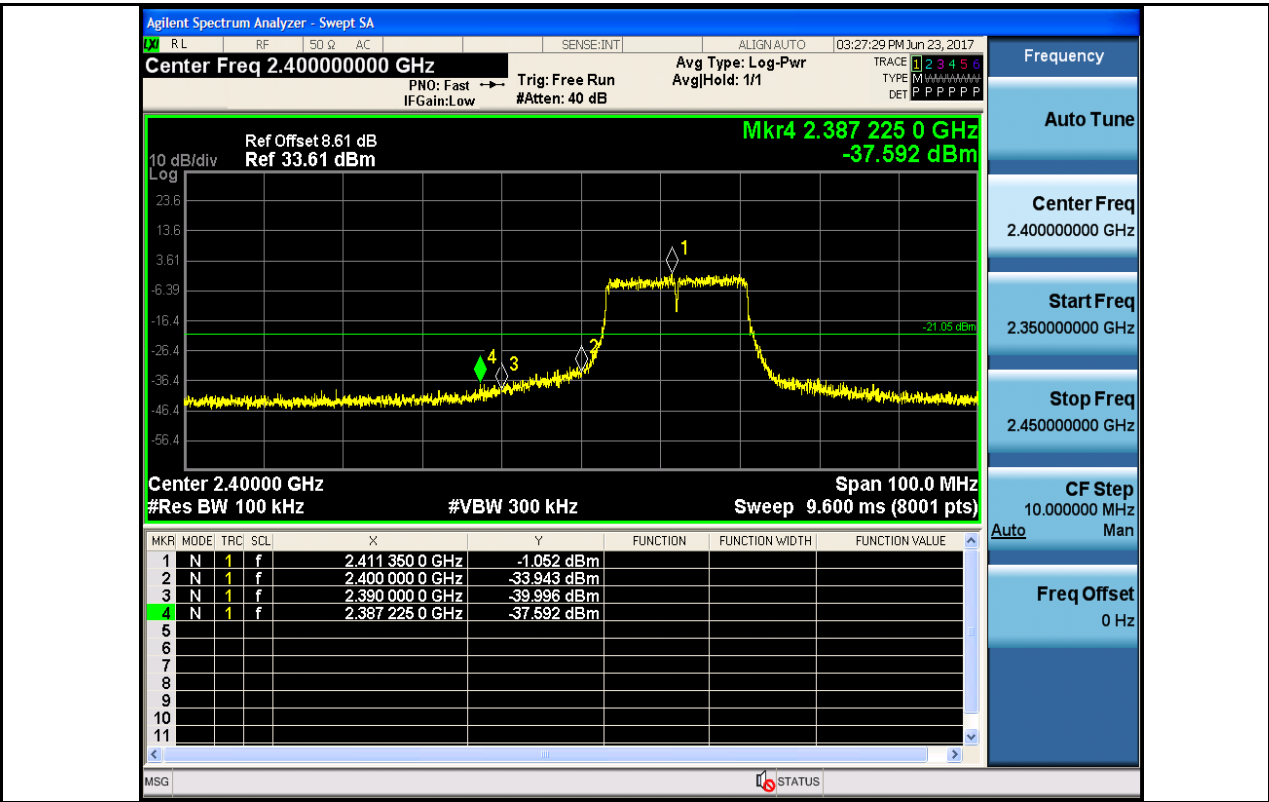 Agilent Spectrum Analyzer - Swept SA
LXI RL RF 50 Ω AC SENSE:INT ALIGN AUTO 03:27:29 PM Jun 23, 2017
Center Freq 2.400000000 GHz
PNO: Fast
IFGain:Low
Trig: Free Run
#Atten: 40 dB
Avg Type: Log-Pwr
Avg|Hold: 1/1
TRACE 1 2 3 4 5 6
TYPE M
DET P P P P P P
Ref Offset 8.61 dB
10 dB/div Ref 33.61 dBm
Log
Mkr4 2.387 225 0 GHz
-37.592 dBm
23.6
13.6
3.61
-6.39
-16.4
-26.4
-36.4
-46.4
-56.4
1
2
3
4
-21.05 dBm
Center 2.40000 GHz Span 100.0 MHz
#Res BW 100 kHz #VBW 300 kHz Sweep 9.600 ms (8001 pts)
MKR MODE TRC SCL X Y FUNCTION FUNCTION WIDTH FUNCTION VALUE
1 N 1 f 2.411 350 0 GHz -1.052 dBm
2 N 1 f 2.400 000 0 GHz -33.943 dBm
3 N 1 f 2.390 000 0 GHz -39.996 dBm
4 N 1 f 2.387 225 0 GHz -37.592 dBm
5
6
7
8
9
10
11
MSG STATUS
Frequency
Auto Tune
Center Freq
2.400000000 GHz
Start Freq
2.350000000 GHz
Stop Freq
2.450000000 GHz
CF Step
10.000000 MHz
Auto Man
Freq Offset
0 Hz